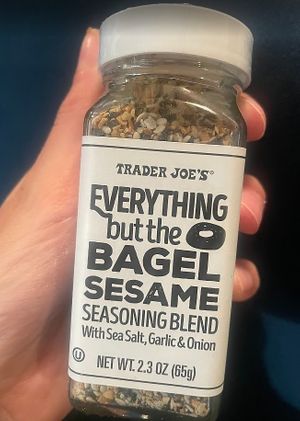 TRADER JOE'S®
EVERYTHING
but the
BAGEL
SESAME
SEASONING BLEND
With Sea Salt, Garlic & Onion
U
NET WT. 2.3 OZ (65g)